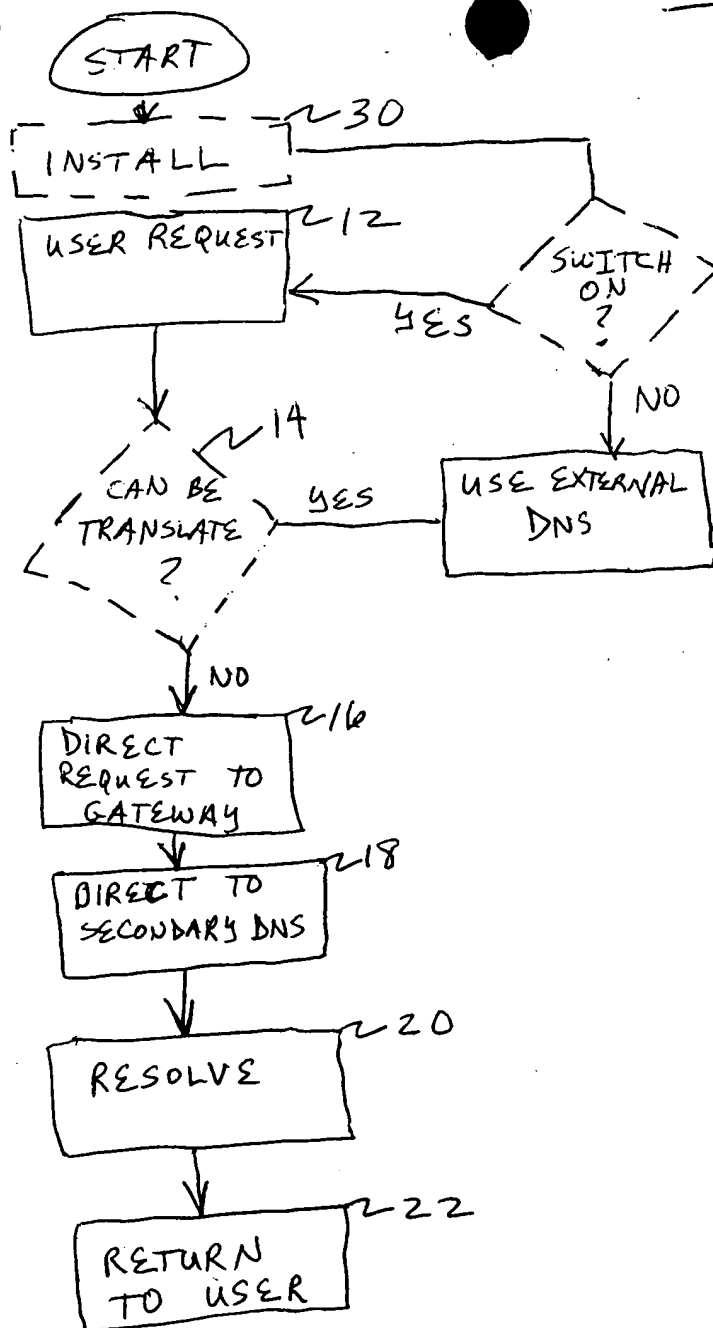 START
30
INSTALL
12
USER REQUEST
SWITCH
ON
?
YES
NO
14
CAN BE
TRANSLATE
?
YES
USE EXTERNAL
DNS
NO
16
DIRECT
REQUEST TO
GATEWAY
18
DIRECT TO
SECONDARY DNS
20
RESOLVE
22
RETURN
TO USER